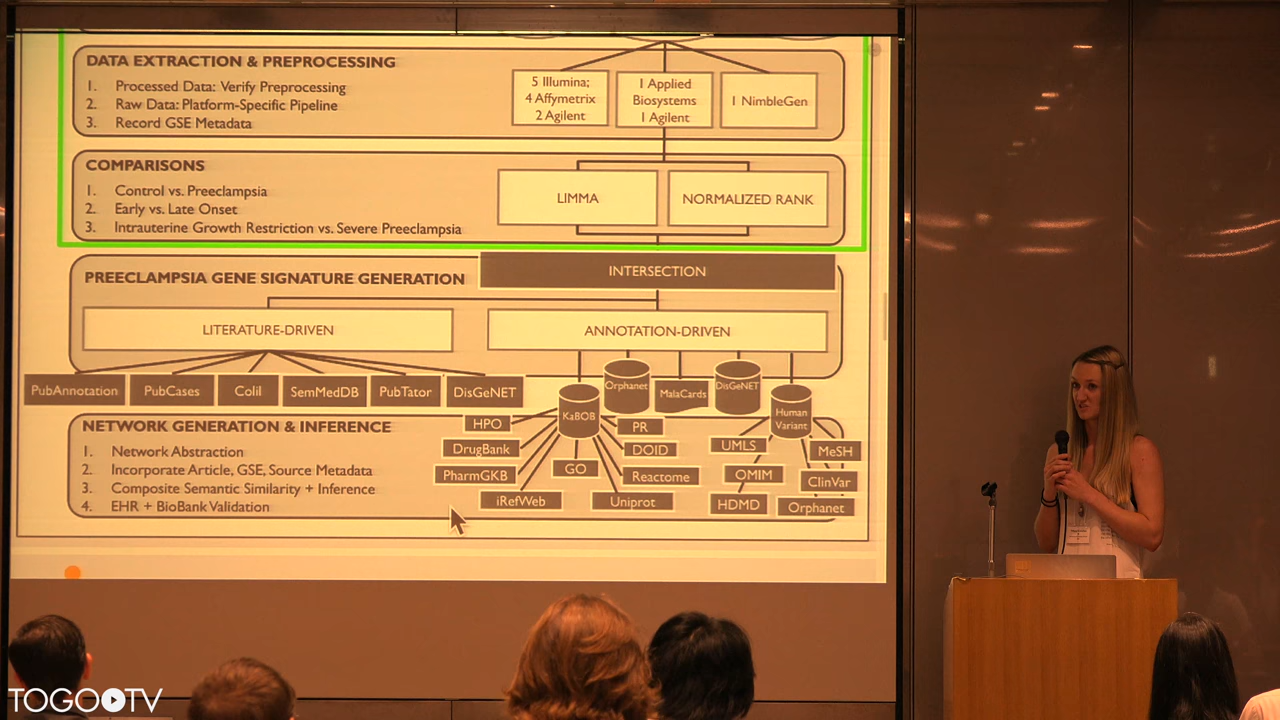 DATA EXTRACTION & PREPROCESSING
1. Processed Data: Verify Preprocessing
2. Raw Data: Platform-Specific Pipeline
3. Record GSE Metadata
5 Illumina;
4 Affymetrix
2 Agilent
1 Applied
Biosystems
1 Agilent
1 NimbleGen
COMPARISONS
1. Control vs. Preeclampsia
2. Early vs. Late Onset
3. Intrauterine Growth Restriction vs. Severe Preeclampsia
LIMMA
NORMALIZED RANK
PREECLAMPSIA GENE SIGNATURE GENERATION
INTERSECTION
LITERATURE-DRIVEN
ANNOTATION-DRIVEN
PubAnnotation
PubCases
Colil
SemMedDB
PubTator
DisGeNET
KaBOB
Orphanet
MalaCards
DisGeNET
Human
Variant
NETWORK GENERATION & INFERENCE
1. Network Abstraction
2. Incorporate Article, GSE, Source Metadata
3. Composite Semantic Similarity + Inference
4. EHR + BioBank Validation
HPO
DrugBank
PharmGKB
iRefWeb
GO
PR
DOID
Reactome
Uniprot
UMLS
OMIM
HDMD
MeSH
ClinVar
Orphanet
TOGOTV